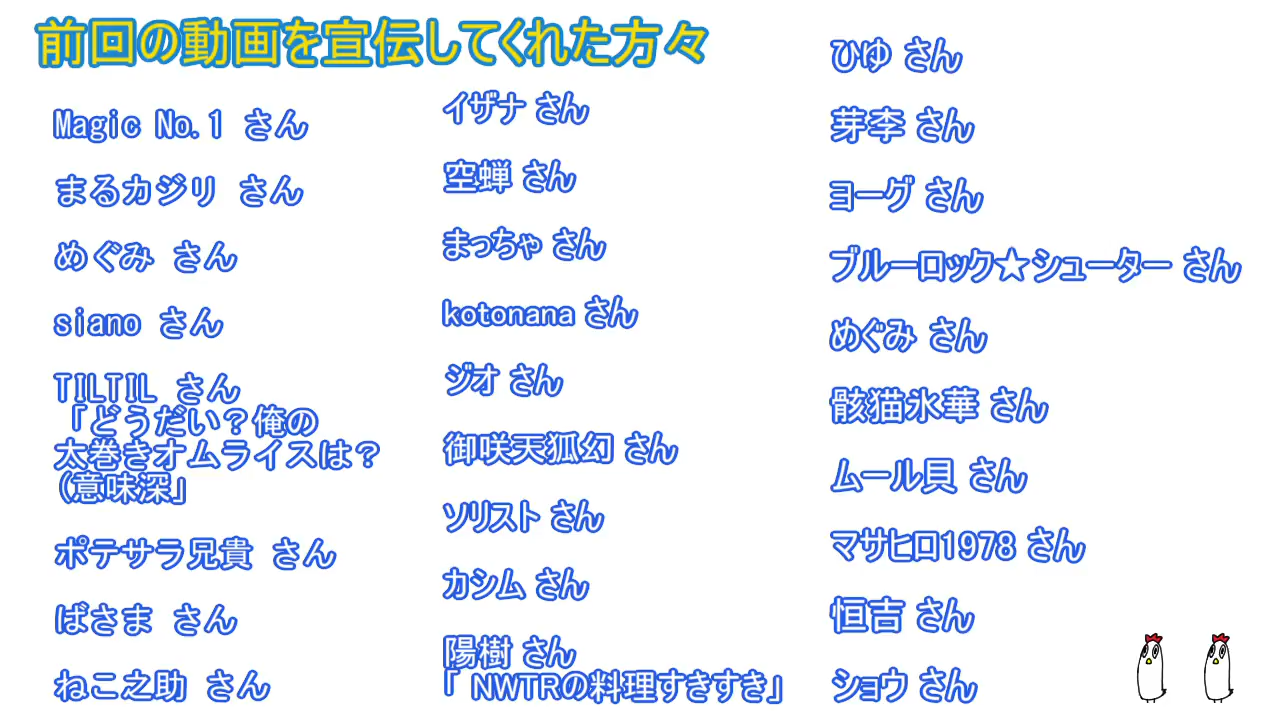 前回の動画を宣伝してくれた方々
Magic No.1 さん
まるカジリ さん
めぐみ さん
siano さん
TILTIL さん
「どうだい？俺の
太巻きオムライスは？
(意味深」
ポテサラ兄貴 さん
ばさま さん
ねこ之助 さん
イザナ さん
空蝉 さん
まっちゃ さん
kotonana さん
ジオ さん
御咲天狐幻 さん
ソリスト さん
カシム さん
陽樹 さん
「 NWTRの料理すきすき」
ひゆ さん
芽李 さん
ヨーグ さん
ブルーロック★シューター さん
めぐみ さん
骸猫氷華 さん
ムール貝 さん
マサヒロ1978 さん
恒吉 さん
ショウ さん